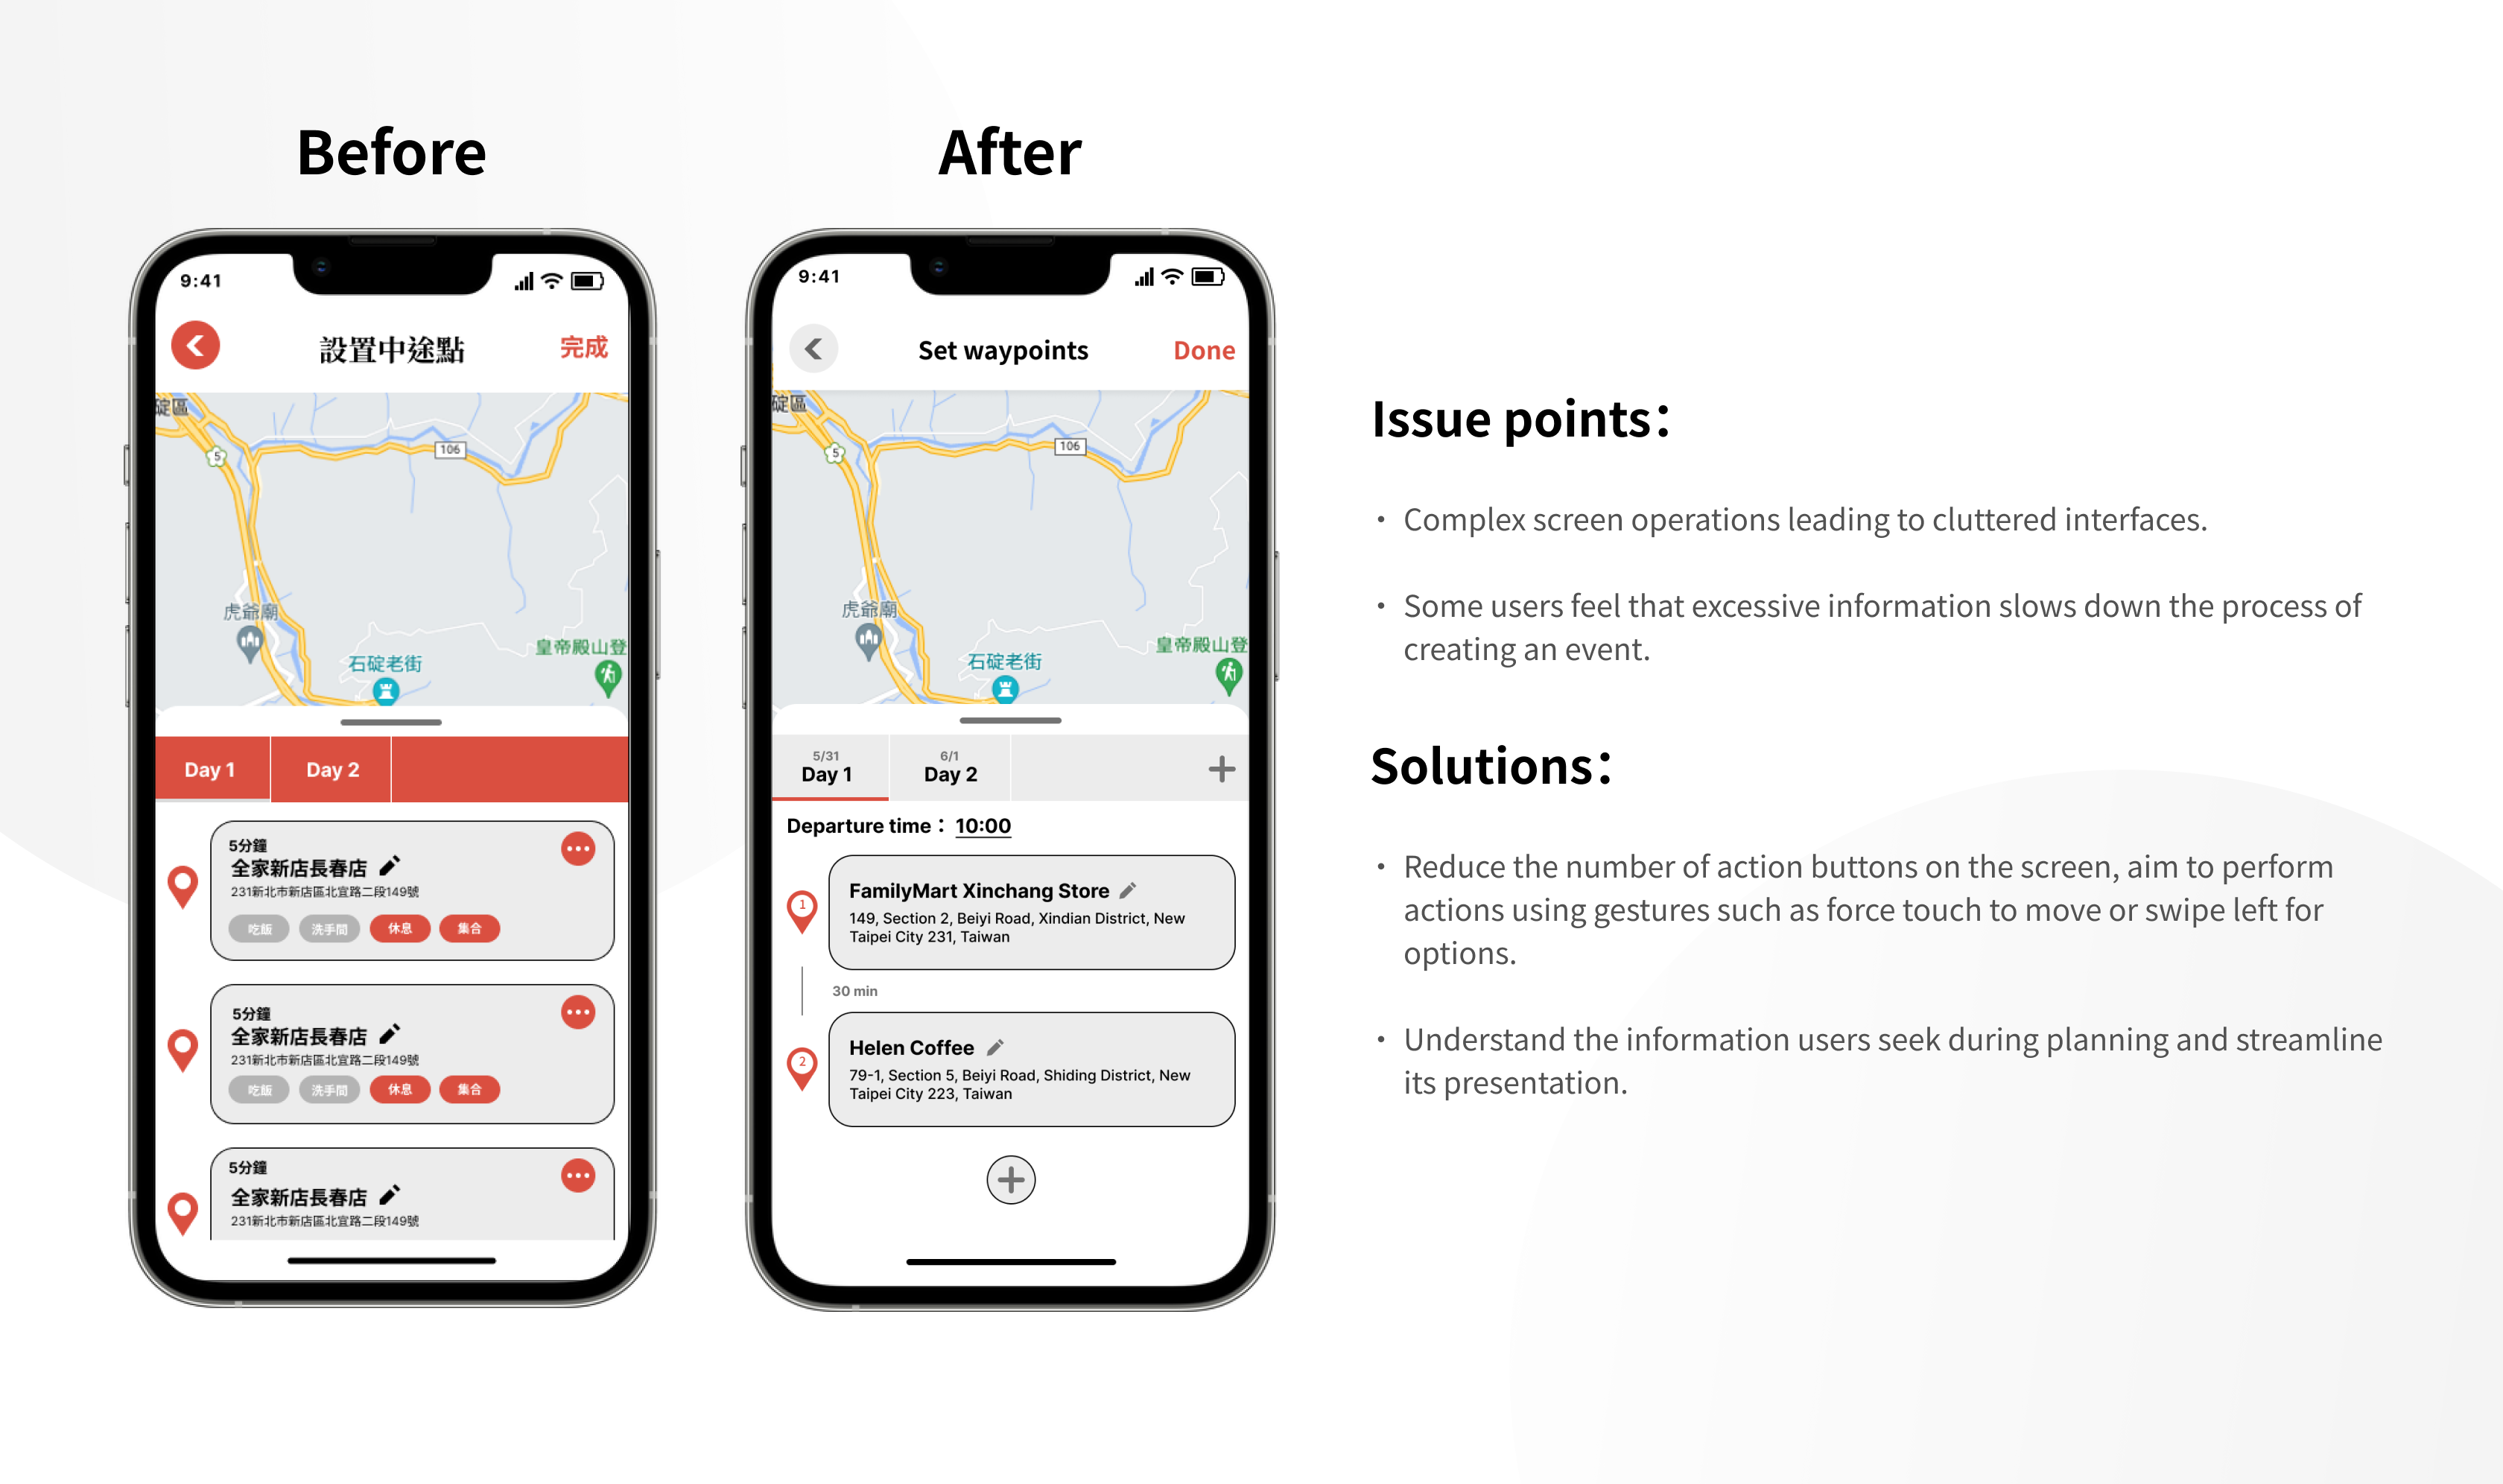 Before
After
9:41
設置中途點
完成
碇區
5
106
虎爺廟
石碇老街
皇帝殿山登
Day 1
Day 2
5分鐘
全家新店長春店
231新北市新店區北宜路二段149號
吃飯
洗手間
休息
集合
5分鐘
全家新店長春店
231新北市新店區北宜路二段149號
吃飯
洗手間
休息
集合
5分鐘
全家新店長春店
231新北市新店區北宜路二段149號
9:41
Set waypoints
Done
碇區
5
106
虎爺廟
石碇老街
皇帝殿山登
5/31
Day 1
6/1
Day 2
Departure time： 10:00
1
FamilyMart Xinchang Store
149, Section 2, Beiyi Road, Xindian District, New
Taipei City 231, Taiwan
30 min
2
Helen Coffee
79-1, Section 5, Beiyi Road, Shiding District, New
Taipei City 223, Taiwan
Issue points：
・ Complex screen operations leading to cluttered interfaces.
・ Some users feel that excessive information slows down the process of
creating an event.
Solutions：
・ Reduce the number of action buttons on the screen, aim to perform
actions using gestures such as force touch to move or swipe left for
options.
・ Understand the information users seek during planning and streamline
its presentation.